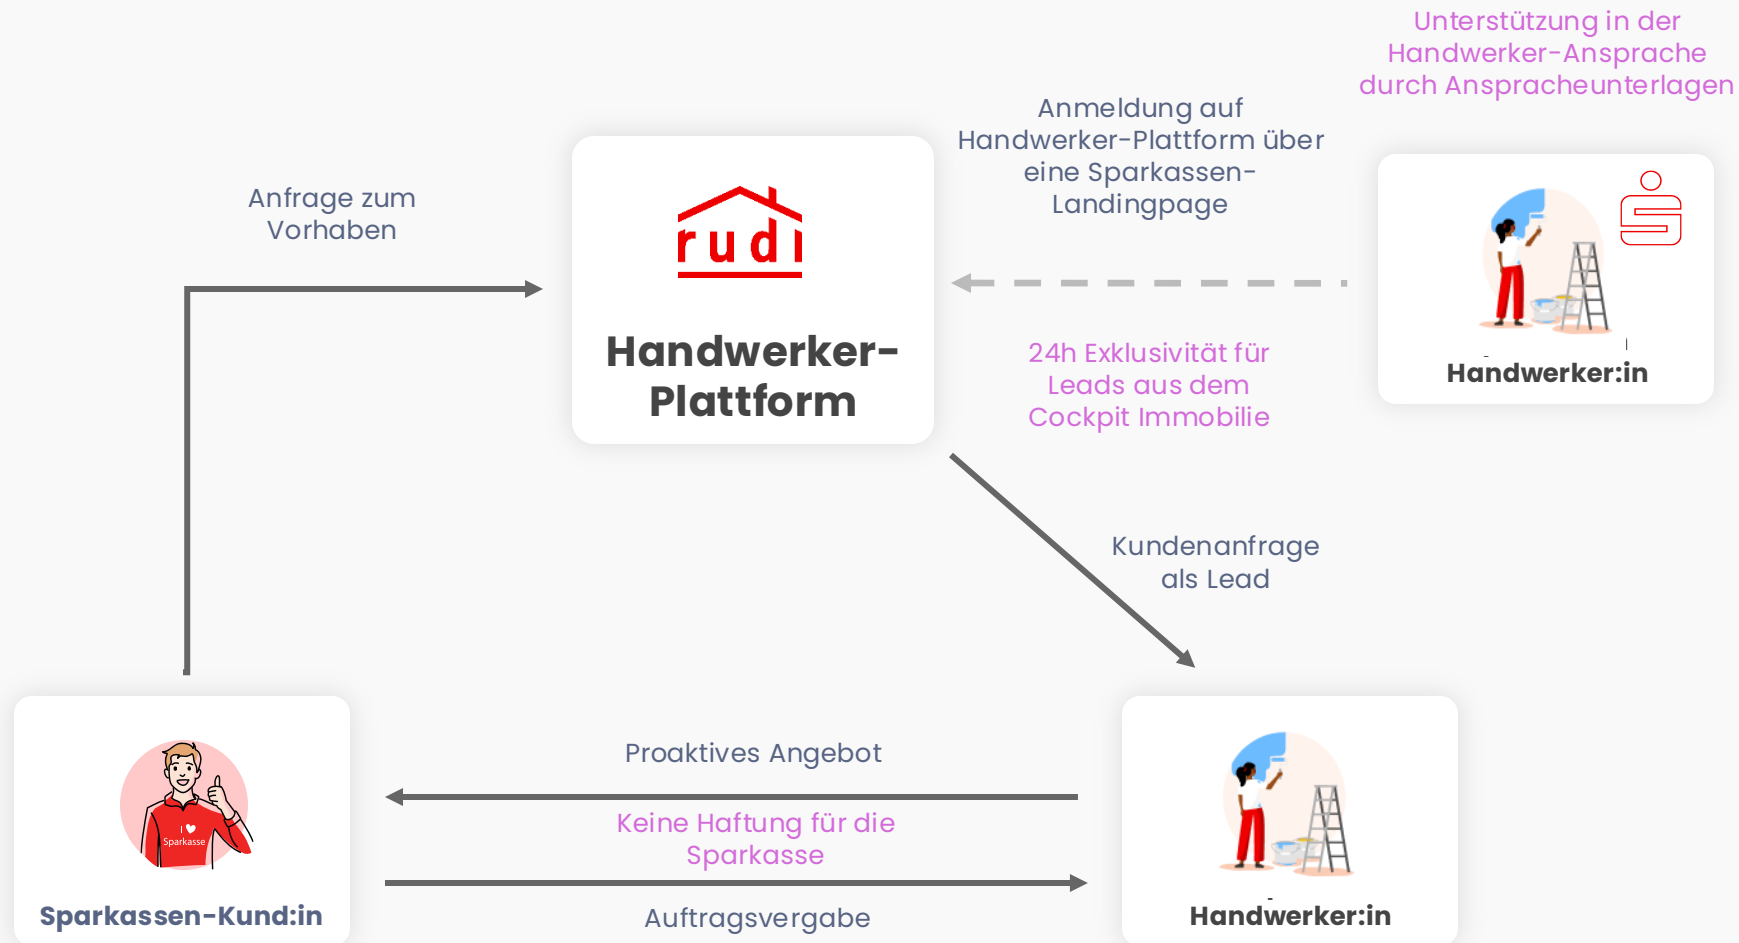 Unterstützung in der
Handwerker-Ansprache
durch Anspracheunterlagen
Anmeldung auf
Handwerker-Plattform über
eine Sparkassen-
Landingpage
Anfrage zum
Vorhaben
rudi
Handwerker-
Plattform
24h Exklusivität für
Leads aus dem
Cockpit Immobilie
Handwerker:in
Kundenanfrage
als Lead
Proaktives Angebot
Keine Haftung für die
Sparkasse
Auftragsvergabe
I ♥
Sparkasse
Sparkassen-Kund:in
Handwerker:in